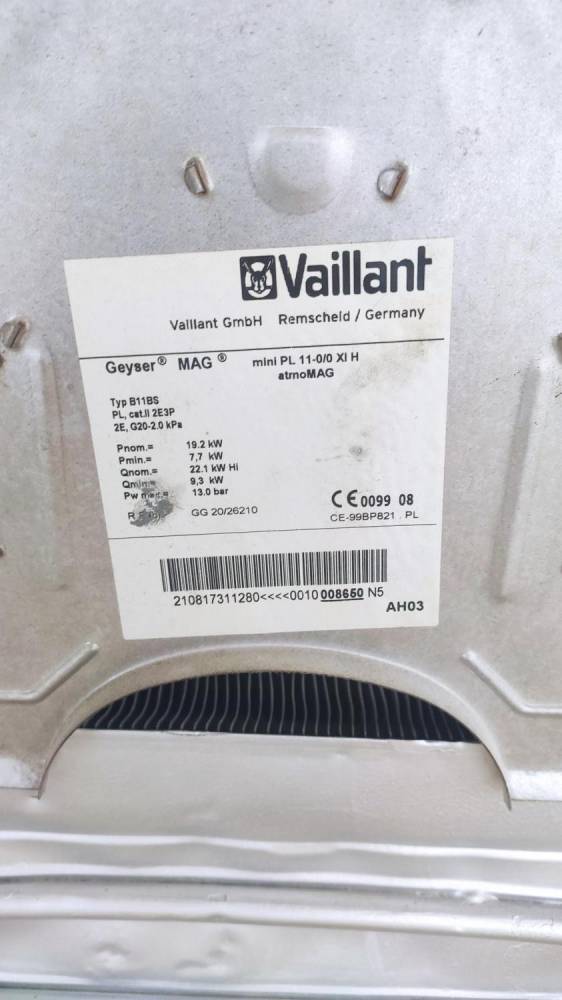 Vaillant
Vaillant GmbH Remscheid / Germany
Geyser® MAG® mini PL 11-0/0 XI H
atmoMAG
Typ B11BS
PL, cat.II 2E3P
2E, G20-2.0 kPa
Pnom.= 19.2 kW
Pmin.= 7,7 kW
Qnom.= 22.1 kW Hi
Qmin.= 9,3 kW
Pw max.= 13.0 bar
GG 20/26210
CE 0099 08
CE-99BP821 . PL
210817311280<<<<0010008650 N5
AH03